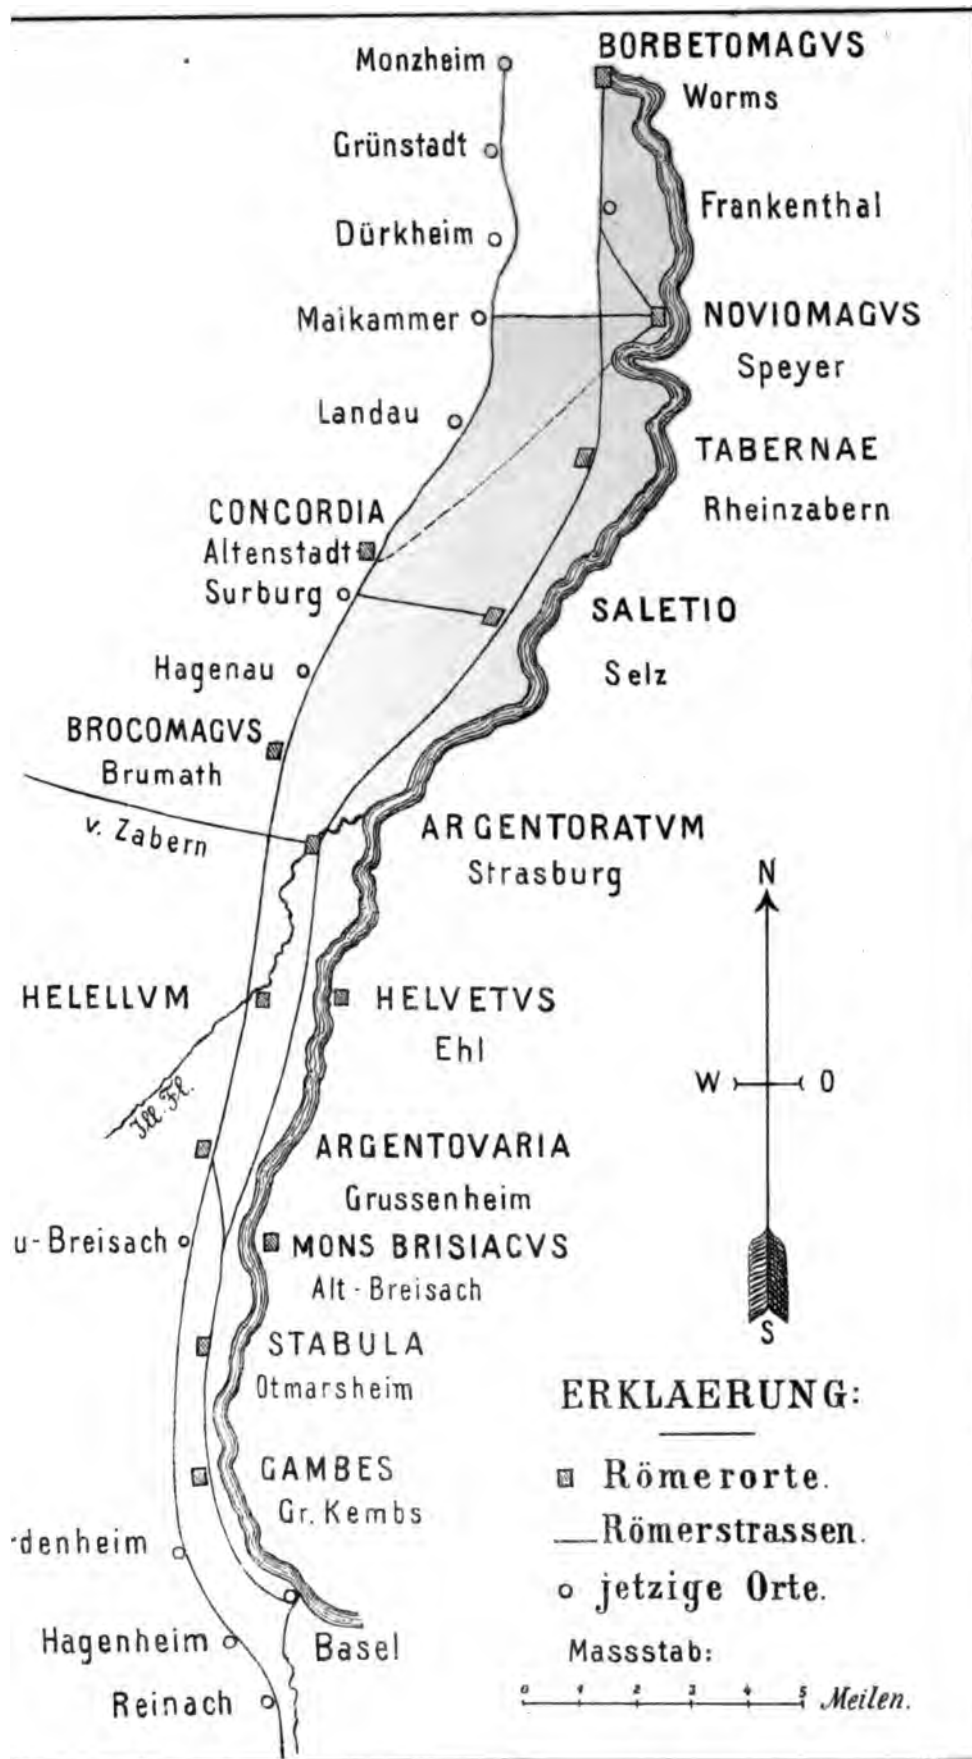 Monzheim
BORBETOMAGVS
Worms
Grünstadt
Frankenthal
Dürkheim
Maikammer
NOVIOMAGVS
Speyer
Landau
TABERNAE
Rheinzabern
CONCORDIA
Altenstadt
Surburg
SALETIO
Selz
Hagenau
BROCOMAGVS
Brumath
v. Zabern
ARGENTORATVM
Strasburg
N
HELELLVM
HELVETVS
Ehl
W
O
Ill. Fl.
ARGENTOVARIA
Grussenheim
u-Breisach
MONS BRISIACVS
Alt-Breisach
S
STABULA
Otmarsheim
ERKLAERUNG:
GAMBES
Gr. Kembs
Römerorte.
Römerstrassen.
jetzige Orte.
rdenheim
Hagenheim
Basel
Reinach
Massstab:
0 1 2 3 5 Meilen.